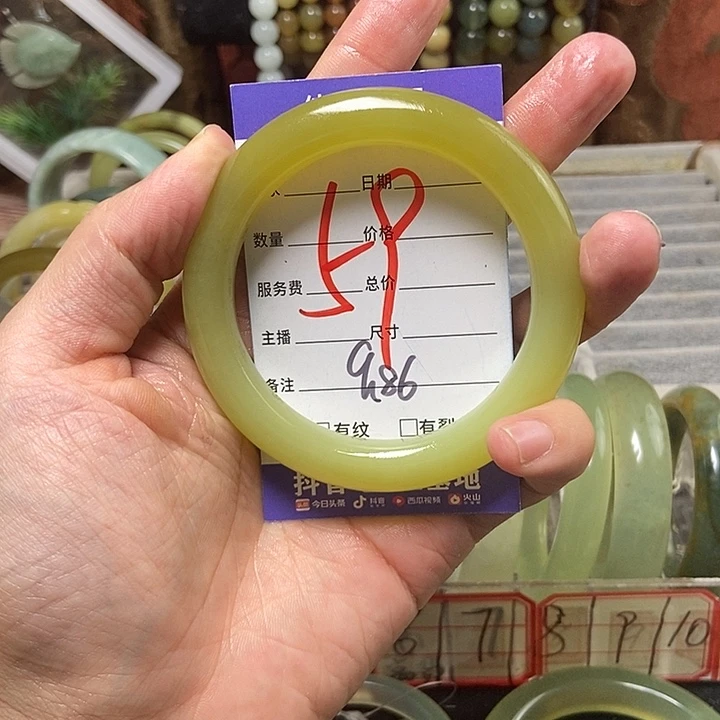 日期
数量 价格
服务费 总价
主播 尺寸
备注
59
9h86
有纹 □有裂
抖音 地
今日头条 抖音 西瓜视频 火山
7 8 9 10